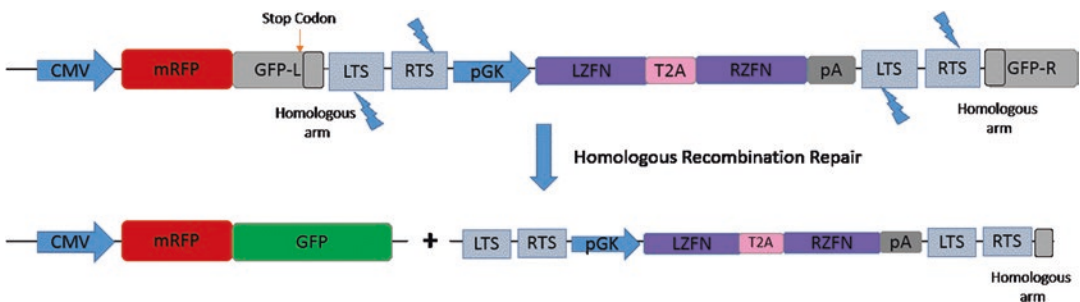 Stop Codon
CMV mRFP GFP-L LTS RTS pGK LZFN T2A RZFN pA LTS RTS GFP-R
Homologous
arm
Homologous
arm
Homologous Recombination Repair
CMV mRFP GFP + LTS RTS pGK LZFN T2A RZFN pA LTS RTS
Homologous
arm